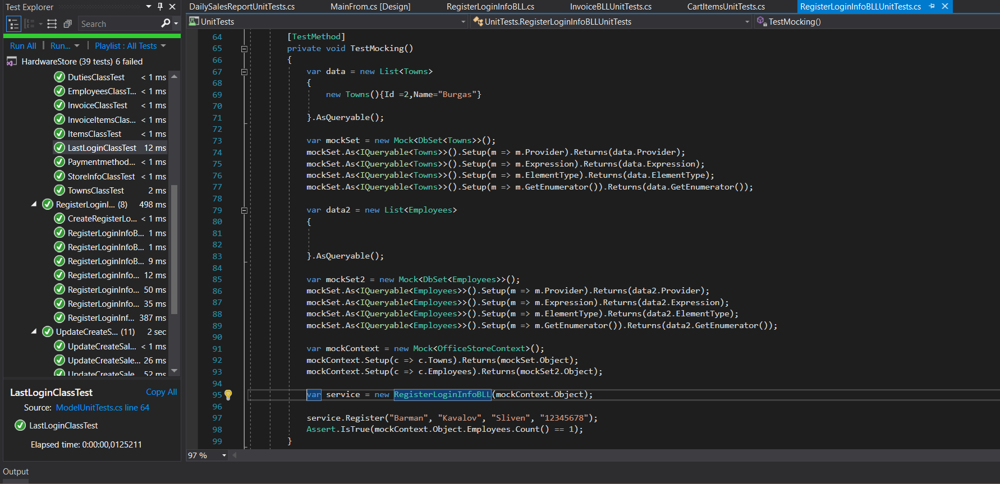 Test Explorer
Search
Run All | Run... | Playlist : All Tests
HardwareStore (39 tests) 6 failed
DutiesClassTest < 1 ms
EmployeesClassT... < 1 ms
InvoiceClassTest < 1 ms
InvoiceItemsClas... < 1 ms
ItemsClassTest < 1 ms
LastLoginClassTest 12 ms
Paymentmethod... < 1 ms
StoreInfoClassTest < 1 ms
TownsClassTest 2 ms
RegisterLoginI... (8) 498 ms
CreateRegisterLo... < 1 ms
RegisterLoginInfoB... 1 ms
RegisterLoginInfoB... 1 ms
RegisterLoginInfoB... 9 ms
RegisterLoginInfo... 12 ms
RegisterLoginInfo... 50 ms
RegisterLoginInfo... 35 ms
RegisterLoginInf... 387 ms
UpdateCreateS... (11) 2 sec
UpdateCreateSal... < 1 ms
UpdateCreateSale... 26 ms
UpdateCreateSale 52 ms
LastLoginClassTest Copy All
Source: ModelUnitTests.cs line 64
LastLoginClassTest
Elapsed time: 0:00:00,0125211
DailySalesReportUnitTests.cs MainFrom.cs [Design] RegisterLoginInfoBLL.cs InvoiceBLLUnitTests.cs CartItemsUnitTests.cs RegisterLoginInfoBLLUnitTests.cs
UnitTests UnitTests.RegisterLoginInfoBLLUnitTests TestMocking()
64 [TestMethod]
65 private void TestMocking()
66 {
67 var data = new List<Towns>
68 {
69 new Towns(){Id =2,Name="Burgas"}
70
71 }.AsQueryable();
72
73 var mockSet = new Mock<DbSet<Towns>>();
74 mockSet.As<IQueryable<Towns>>().Setup(m => m.Provider).Returns(data.Provider);
75 mockSet.As<IQueryable<Towns>>().Setup(m => m.Expression).Returns(data.Expression);
76 mockSet.As<IQueryable<Towns>>().Setup(m => m.ElementType).Returns(data.ElementType);
77 mockSet.As<IQueryable<Towns>>().Setup(m => m.GetEnumerator()).Returns(data.GetEnumerator());
78
79 var data2 = new List<Employees>
80 {
81
82
83 }.AsQueryable();
84
85 var mockSet2 = new Mock<DbSet<Employees>>();
86 mockSet.As<IQueryable<Employees>>().Setup(m => m.Provider).Returns(data2.Provider);
87 mockSet.As<IQueryable<Employees>>().Setup(m => m.Expression).Returns(data2.Expression);
88 mockSet.As<IQueryable<Employees>>().Setup(m => m.ElementType).Returns(data2.ElementType);
89 mockSet.As<IQueryable<Employees>>().Setup(m => m.GetEnumerator()).Returns(data2.GetEnumerator());
90
91 var mockContext = new Mock<OfficeStoreContext>();
92 mockContext.Setup(c => c.Towns).Returns(mockSet.Object);
93 mockContext.Setup(c => c.Employees).Returns(mockSet2.Object);
94
95 var service = new RegisterLoginInfoBLL(mockContext.Object);
96
97 service.Register("Barman", "Kavalov", "Sliven", "12345678");
98 Assert.IsTrue(mockContext.Object.Employees.Count() == 1);
99 }
97 %
Output